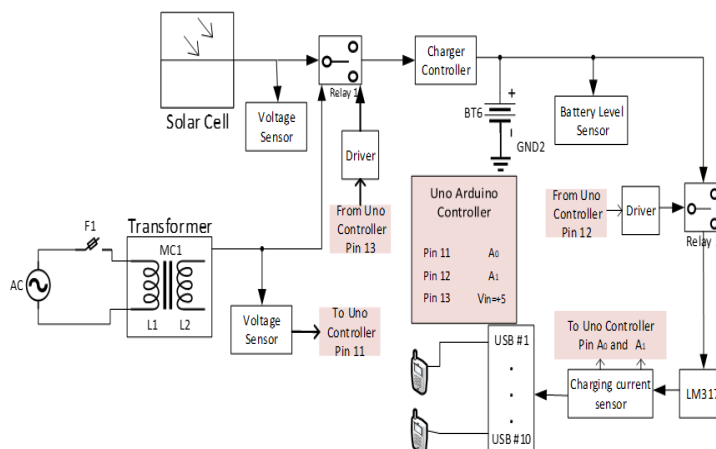 Solar Cell
Voltage
Sensor
Relay 1
Charger
Controller
BT6
+
−
GND2
Battery Level
Sensor
Driver
From Uno
Controller
Pin 13
Uno Arduino
Controller
Pin 11 A0
Pin 12 A1
Pin 13 Vin=+5
From Uno
Controller
Pin 12
Driver
Relay
F1
Transformer
MC1
AC
L1 L2
Voltage
Sensor
To Uno
Controller
Pin 11
USB #1
.
.
.
USB #10
To Uno Controller
Pin A0 and A1
Charging current
sensor
LM317